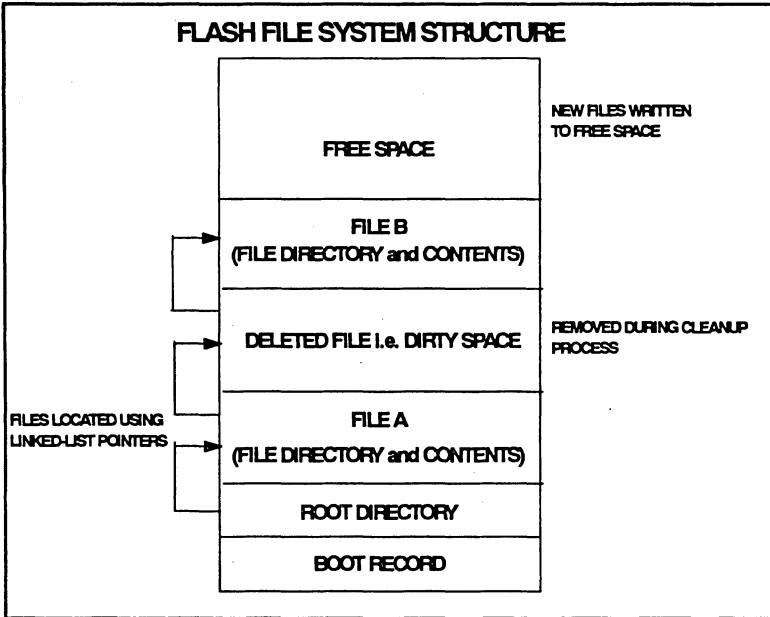 FLASH FILE SYSTEM STRUCTURE
NEW FILES WRITTEN
TO FREE SPACE
FREE SPACE
FILE B
(FILE DIRECTORY and CONTENTS)
DELETED FILE i.e. DIRTY SPACE
REMOVED DURING CLEANUP
PROCESS
FILES LOCATED USING
LINKED-LIST POINTERS
FILE A
(FILE DIRECTORY and CONTENTS)
ROOT DIRECTORY
BOOT RECORD